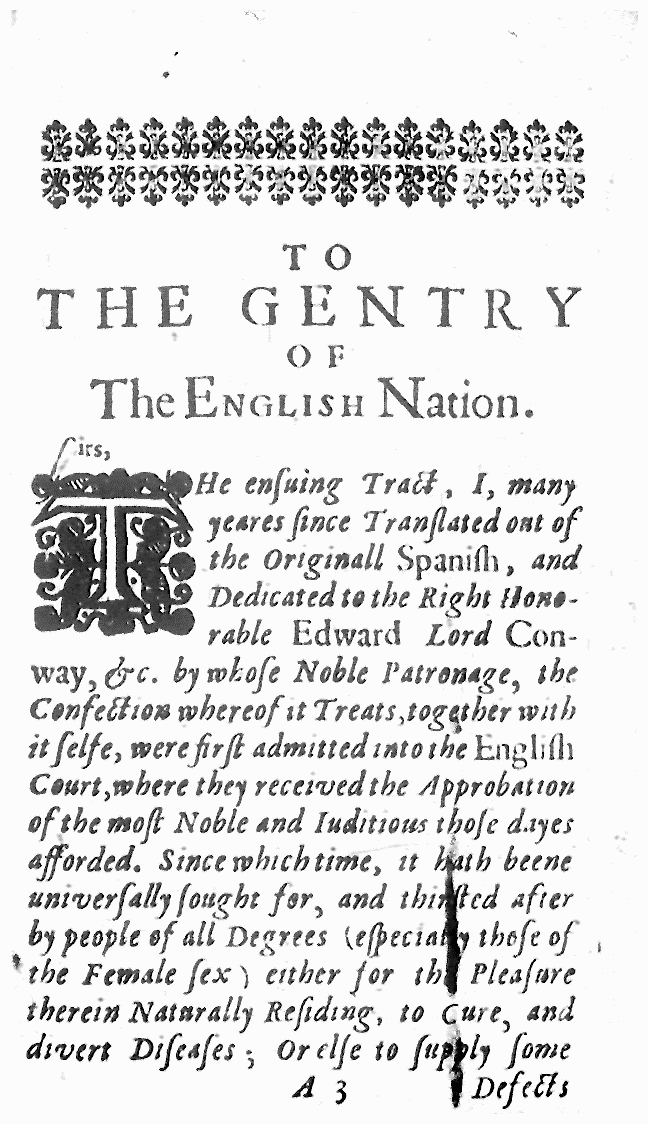 TO
THE GENTRY
OF
The ENGLISH Nation.
Sirs,
THe enſuing Tract, I, many
yeares ſince Tranſlated out of
the Originall Spaniſh, and
Dedicated to the Right Hono-
rable Edward Lord Con-
way, &c. by whoſe Noble Patronage, the
Confection whereof it Treats, together with
it ſelfe, were firſt admitted into the Engliſh
Court, where they received the Approbation
of the moſt Noble and Iuditious thoſe dayes
afforded. Since which time, it hath beene
univerſally ſought for, and thirſted after
by people of all Degrees (eſpecially thoſe of
the Female ſex) either for the Pleaſure
therein Naturally Reſiding, to Cure, and
divert Diſeaſes; Or elſe to ſupply ſome
A 3 Defects